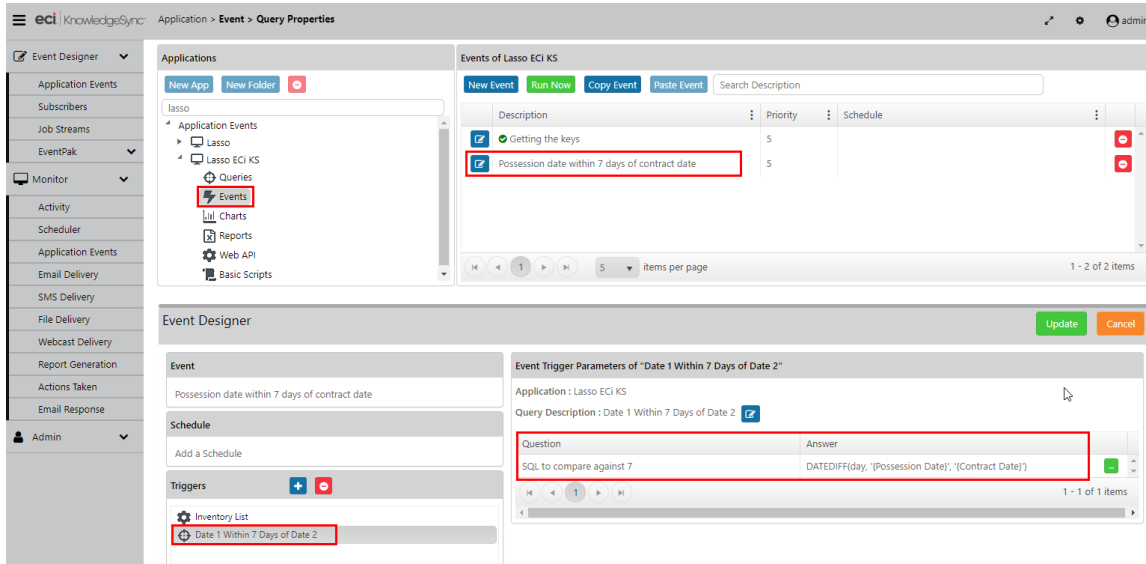 eci KnowledgeSync
Application > Event > Query Properties
admin
Event Designer
Application Events
Subscribers
Job Streams
EventPak
Monitor
Activity
Scheduler
Application Events
Email Delivery
SMS Delivery
File Delivery
Webcast Delivery
Report Generation
Actions Taken
Email Response
Admin
Applications
New App New Folder
lasso
Application Events
Lasso
Lasso ECi KS
Queries
Events
Charts
Reports
Web API
Basic Scripts
Events of Lasso ECi KS
New Event Run Now Copy Event Paste Event Search Description
Description Priority Schedule
Getting the keys 5
Possession date within 7 days of contract date 5
1 5 items per page 1 - 2 of 2 items
Event Designer
Update Cancel
Event
Possession date within 7 days of contract date
Schedule
Add a Schedule
Triggers
Inventory List
Date 1 Within 7 Days of Date 2
Event Trigger Parameters of "Date 1 Within 7 Days of Date 2"
Application : Lasso ECi KS
Query Description : Date 1 Within 7 Days of Date 2
Question Answer
SQL to compare against 7 DATEDIFF(day, '{Possession Date}', '{Contract Date}') ...
1 1 - 1 of 1 items